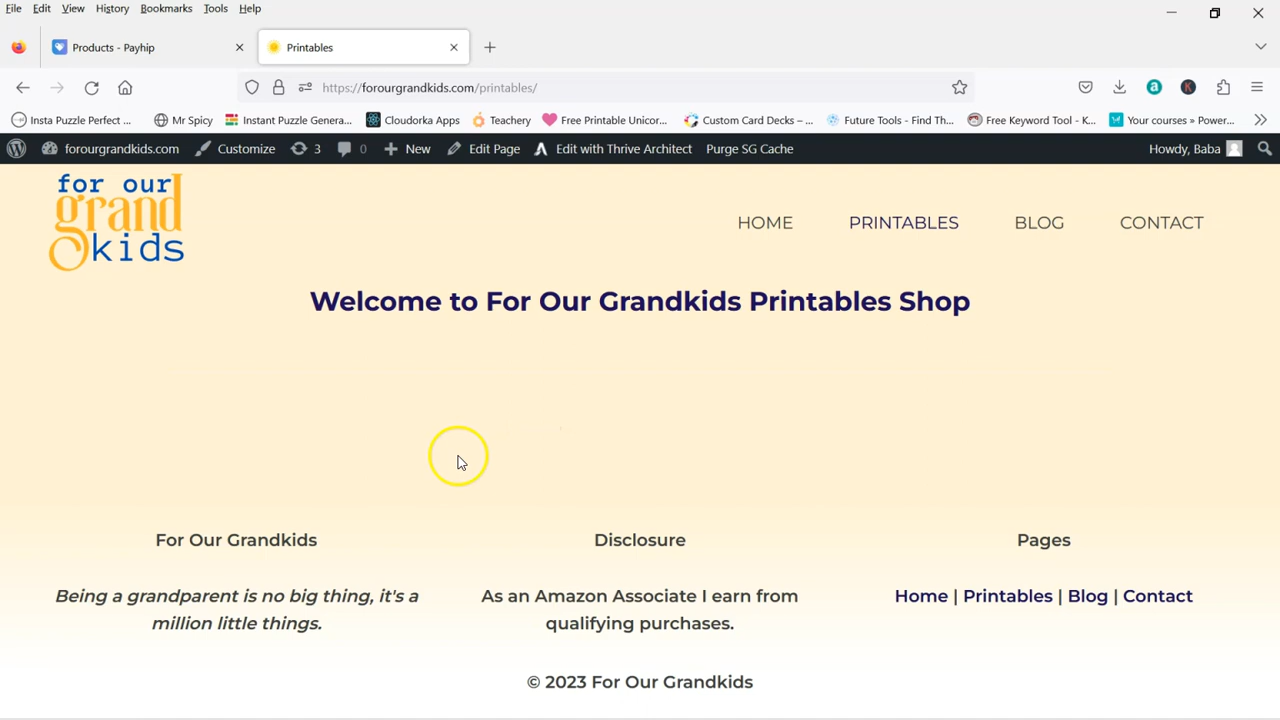 File Edit View History Bookmarks Tools Help
Products - Payhip
Printables
https://forourgrandkids.com/printables/
Insta Puzzle Perfect ...
Mr Spicy
Instant Puzzle Genera...
Cloudorka Apps
Teachery
Free Printable Unicor...
Custom Card Decks – ...
Future Tools - Find Th...
Free Keyword Tool - K...
Your courses » Power...
forourgrandkids.com
Customize
3
0
New
Edit Page
Edit with Thrive Architect
Purge SG Cache
Howdy, Baba
for our
grand
kids
HOME
PRINTABLES
BLOG
CONTACT
Welcome to For Our Grandkids Printables Shop
For Our Grandkids
Being a grandparent is no big thing, it's a
million little things.
Disclosure
As an Amazon Associate I earn from
qualifying purchases.
Pages
Home | Printables | Blog | Contact
© 2023 For Our Grandkids